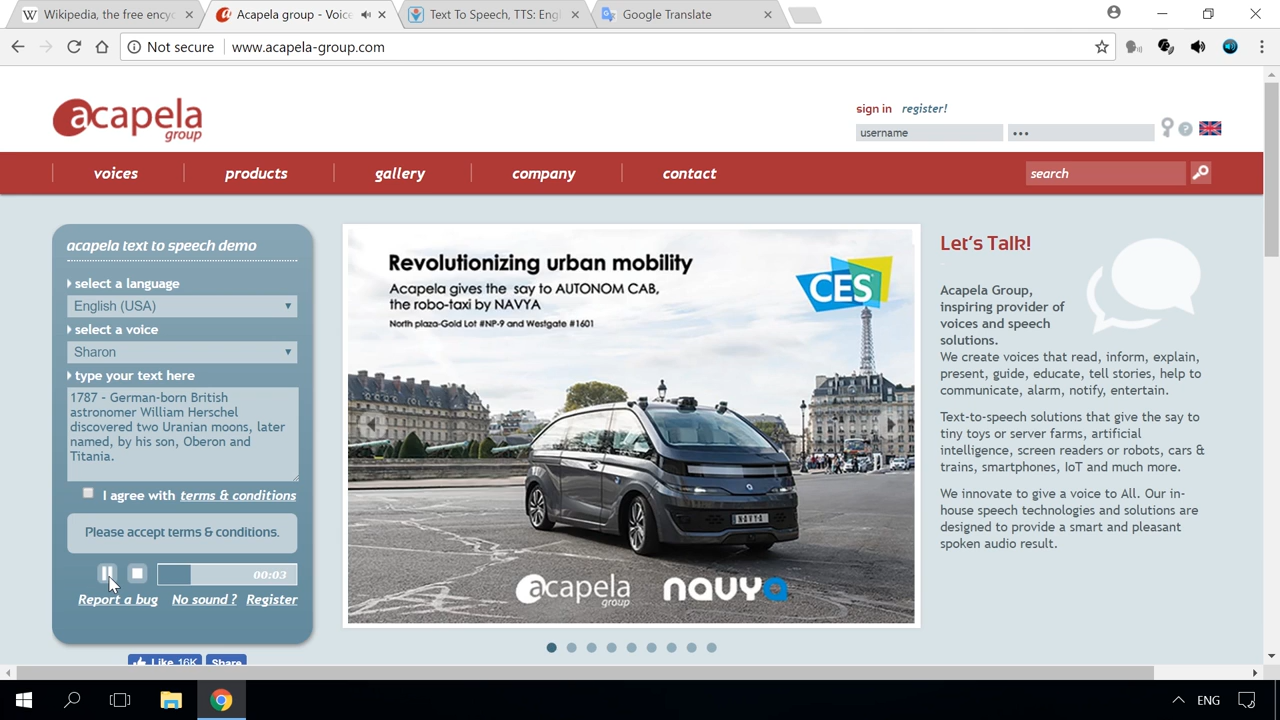 Wikipedia, the free ency
Acapela group - Voice
Text To Speech, TTS: Engl
Google Translate
Not secure
www.acapela-group.com
acapela
group
sign in
register!
username
voices
products
gallery
company
contact
search
acapela text to speech demo
select a language
English (USA)
select a voice
Sharon
type your text here
1787 - German-born British
astronomer William Herschel
discovered two Uranian moons, later
named, by his son, Oberon and
Titania.
I agree with terms & conditions
Please accept terms & conditions.
00:03
Report a bug
No sound ?
Register
Like 16K
Share
Revolutionizing urban mobility
Acapela gives the say to AUTONOM CAB,
the robo-taxi by NAVYA
North plaza-Gold Lot #NP-9 and Westgate #1601
CES
NAVYA
acapela
group
navya
Let's Talk!
Acapela Group,
inspiring provider of
voices and speech
solutions.
We create voices that read, inform, explain,
present, guide, educate, tell stories, help to
communicate, alarm, notify, entertain.
Text-to-speech solutions that give the say to
tiny toys or server farms, artificial
intelligence, screen readers or robots, cars &
trains, smartphones, IoT and much more.
We innovate to give a voice to All. Our in-
house speech technologies and solutions are
designed to provide a smart and pleasant
spoken audio result.
ENG